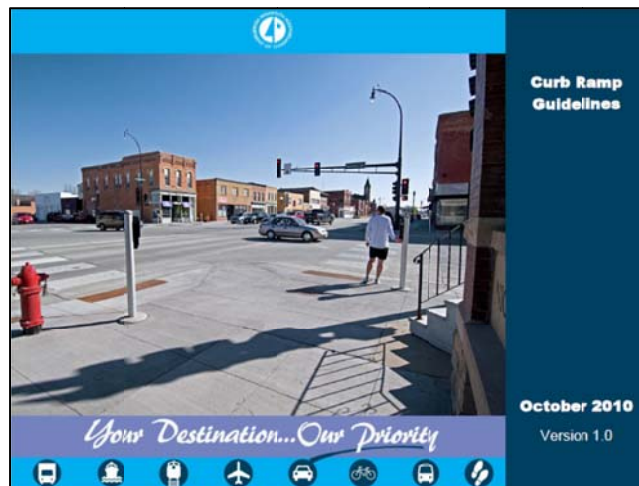 Curb Ramp
Guidelines
Your Destination...Our Priority
October 2010
Version 1.0